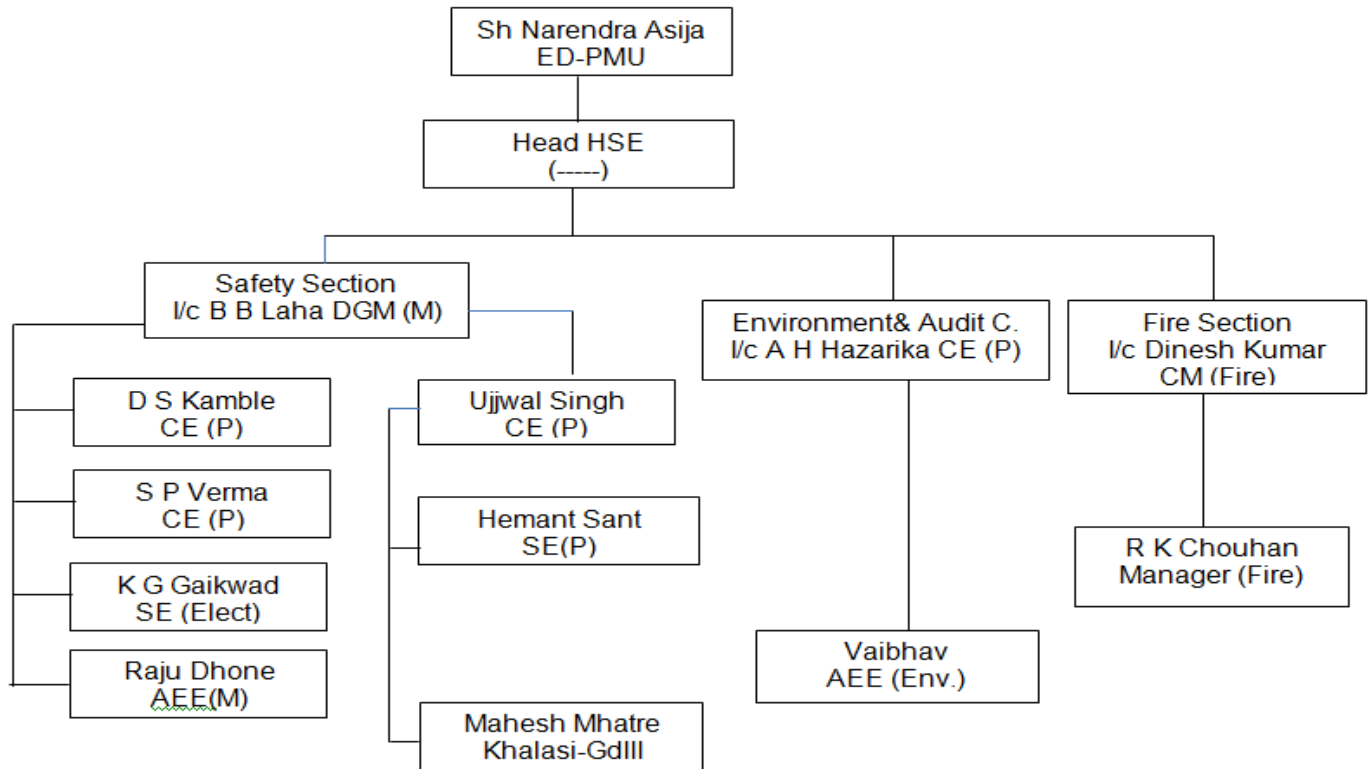 Sh Narendra Asija
ED-PMU
Head HSE
(-----)
Safety Section
I/c B B Laha DGM (M)
Environment& Audit C.
I/c A H Hazarika CE (P)
Fire Section
I/c Dinesh Kumar
CM (Fire)
D S Kamble
CE (P)
S P Verma
CE (P)
K G Gaikwad
SE (Elect)
Raju Dhone
AEE(M)
Ujjwal Singh
CE (P)
Hemant Sant
SE(P)
Mahesh Mhatre
Khalasi-GdIII
Vaibhav
AEE (Env.)
R K Chouhan
Manager (Fire)